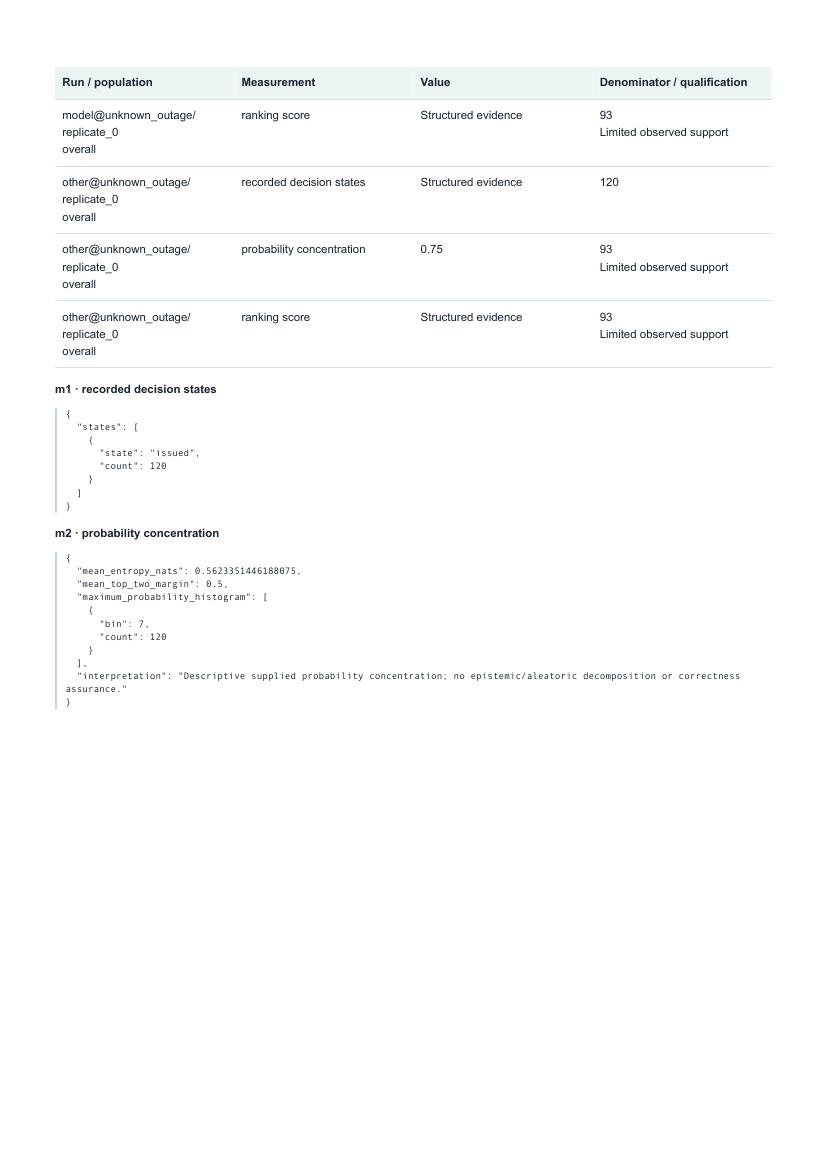 Run / population Measurement Value Denominator / qualification
model@unknown_outage/ ranking score Structured evidence 93
replicate_0 Limited observed support
overall
other@unknown_outage/ recorded decision states Structured evidence 120
replicate_0
overall
other@unknown_outage/ probability concentration 0.75 93
replicate_0 Limited observed support
overall
other@unknown_outage/ ranking score Structured evidence 93
replicate_0 Limited observed support
overall
m1 · recorded decision states
{
  "states": [
    {
      "state": "issued",
      "count": 120
    }
  ]
}
m2 · probability concentration
{
  "mean_entropy_nats": 0.5623351446188075,
  "mean_top_two_margin": 0.5,
  "maximum_probability_histogram": [
    {
      "bin": 7,
      "count": 120
    }
  ],
  "interpretation": "Descriptive supplied probability concentration; no epistemic/aleatoric decomposition or correctness
assurance."
}